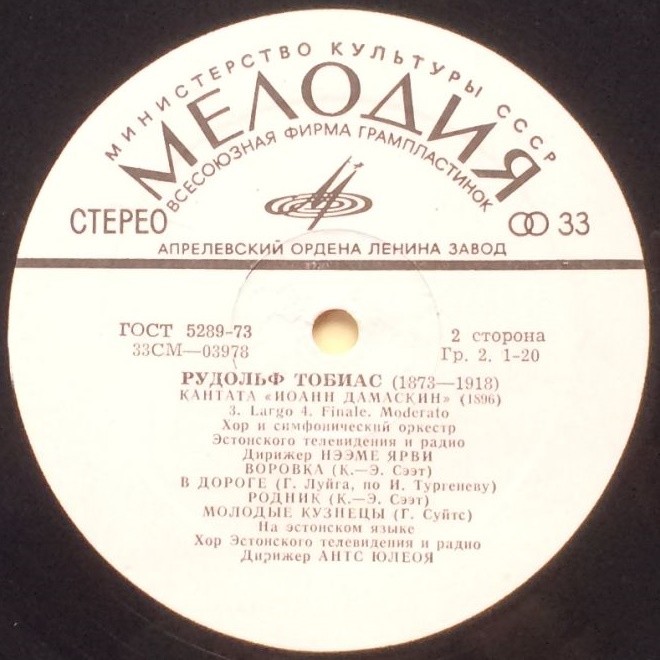 МИНИСТЕРСТВО КУЛЬТУРЫ СССР
МЕЛОДИЯ
ВСЕСОЮЗНАЯ ФИРМА ГРАМПЛАСТИНОК
СТЕРЕО 33
АПРЕЛЕВСКИЙ ОРДЕНА ЛЕНИНА ЗАВОД
ГОСТ 5289-73 2 сторона
33СМ—03978 Гр. 2. 1-20
РУДОЛЬФ ТОБИАС (1873—1918)
КАНТАТА «ИОАНН ДАМАСКИН» (1896)
3. Largo 4. Finale. Moderato
Хор и симфонический оркестр
Эстонского телевидения и радио
Дирижер НЭЭМЕ ЯРВИ
ВОРОВКА (К.—Э. Сээт)
В ДОРОГЕ (Г. Луйга, по И. Тургеневу)
РОДНИК (К.—Э. Сээт)
МОЛОДЫЕ КУЗНЕЦЫ (Г. Суйтс)
На эстонском языке
Хор Эстонского телевидения и радио
Дирижер АНТС ЮЛЕОЯ